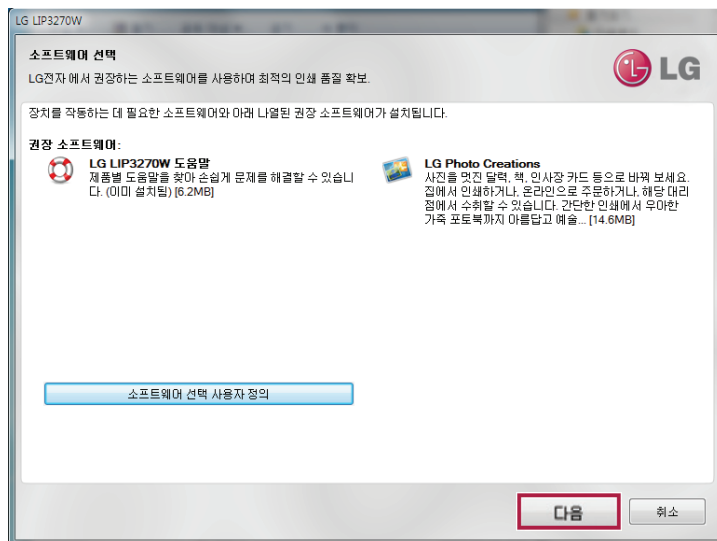 LG LIP3270W
소프트웨어 선택
LG전자에서 권장하는 소프트웨어를 사용하여 최적의 인쇄 품질 확보.
LG
장치를 작동하는 데 필요한 소프트웨어와 아래 나열된 권장 소프트웨어가 설치됩니다.
권장 소프트웨어:
LG LIP3270W 도움말
제품별 도움말을 찾아 손쉽게 문제를 해결할 수 있습니
다. (이미 설치됨) [6.2MB]
LG Photo Creations
사진을 멋진 달력, 책, 인사장 카드 등으로 바꿔 보세요.
집에서 인쇄하거나, 온라인으로 주문하거나, 해당 대리
점에서 수취할 수 있습니다. 간단한 인쇄에서 우아한
가족 포토북까지 아름답고 예술... [14.6MB]
소프트웨어 선택 사용자 정의
다음
취소